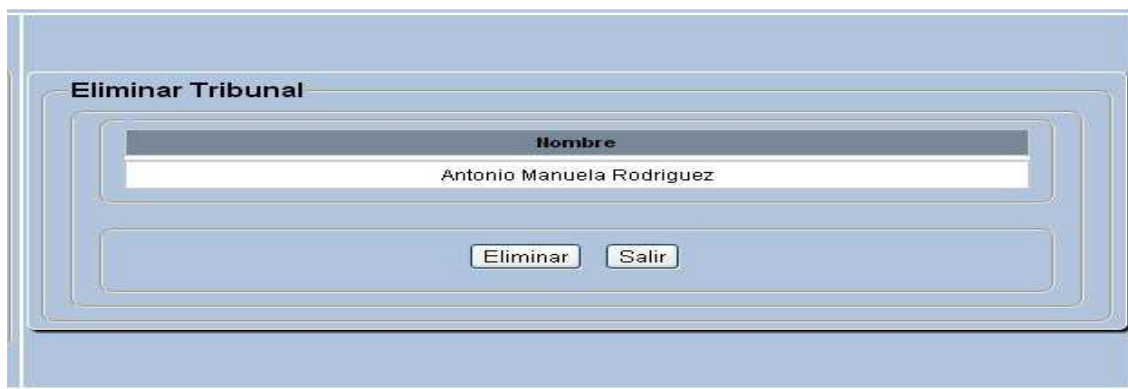 Eliminar Tribunal
Nombre
Antonio Manuela Rodriguez
Eliminar Salir